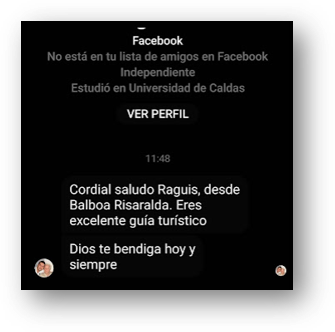 Facebook
No está en tu lista de amigos en Facebook
Independiente
Estudió en Universidad de Caldas
VER PERFIL
11:48
Cordial saludo Raguis, desde
Balboa Risaralda. Eres
excelente guía turístico
Dios te bendiga hoy y
siempre